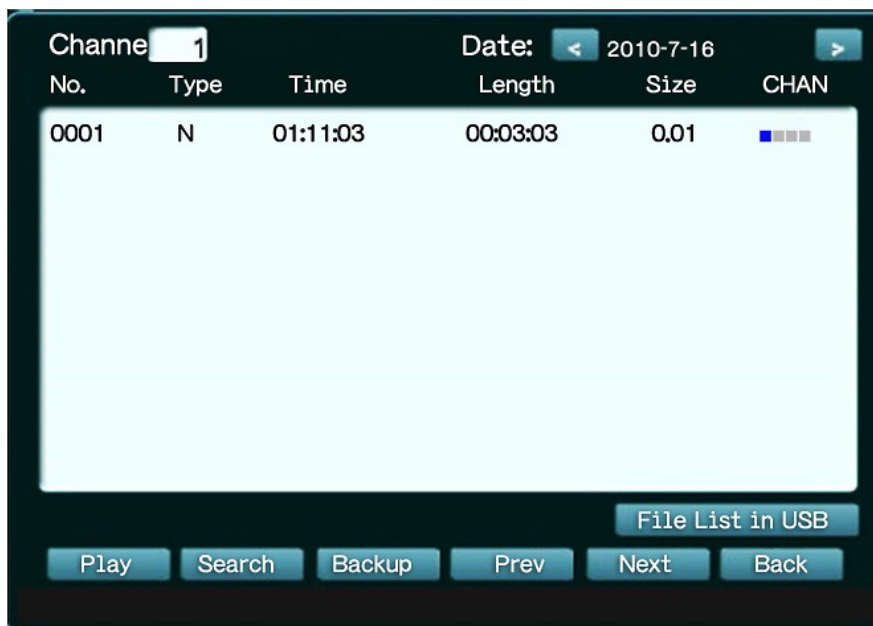 Channe 1 Date: < 2010-7-16 >
No. Type Time Length Size CHAN
0001 N 01:11:03 00:03:03 0.01
File List in USB
Play Search Backup Prev Next Back